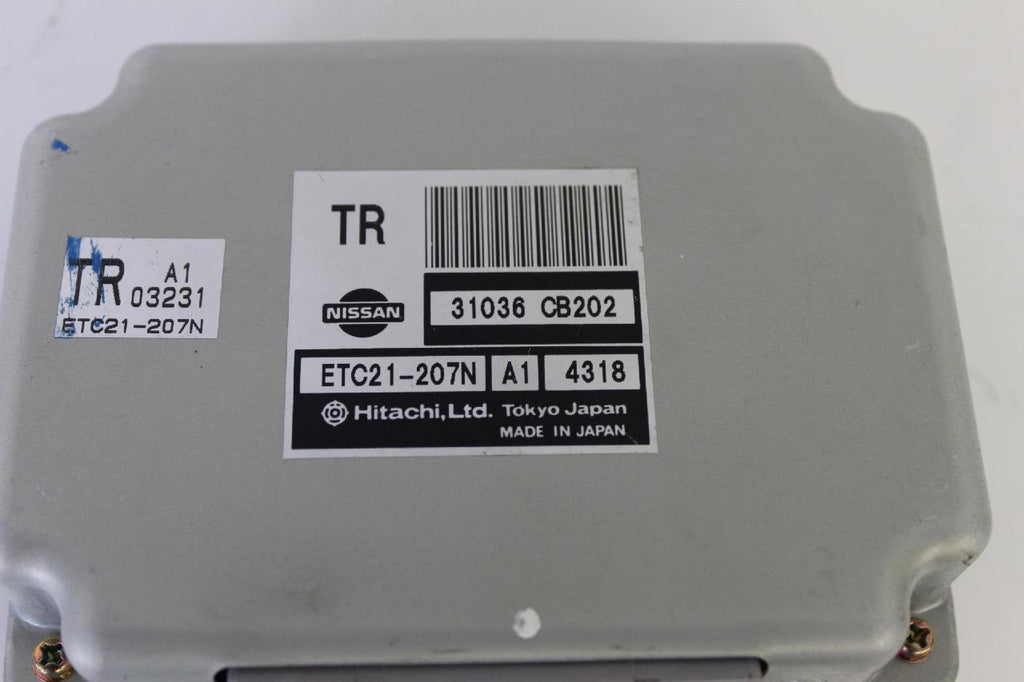 TR
NISSAN
31036 CB202
ETC21-207N A1 4318
Hitachi, Ltd. Tokyo Japan
MADE IN JAPAN
TR A1
03231
ETC21-207N